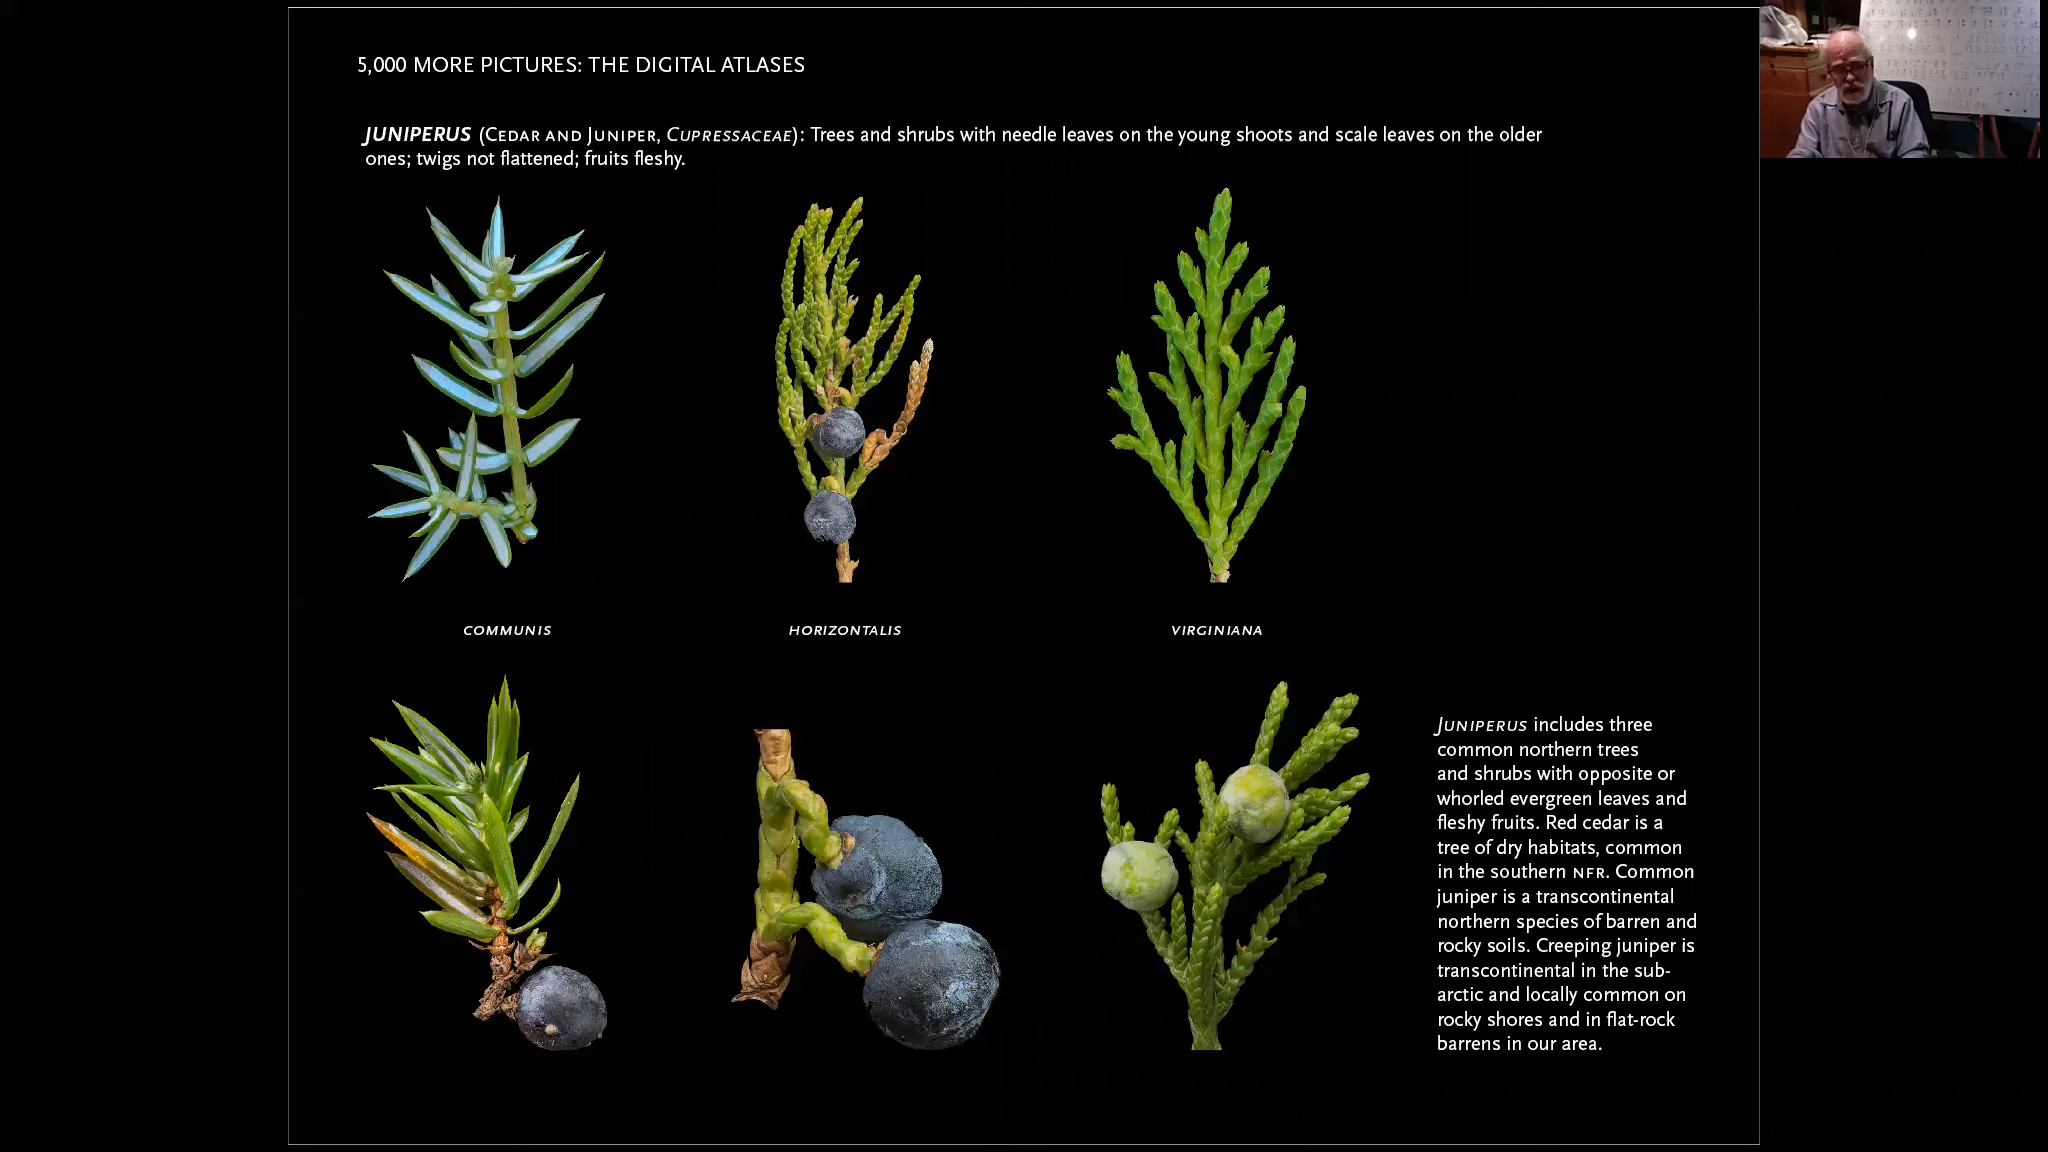 5,000 MORE PICTURES: THE DIGITAL ATLASES
JUNIPERUS (CEDAR AND JUNIPER, CUPRESSACEAE): Trees and shrubs with needle leaves on the young shoots and scale leaves on the older
ones; twigs not flattened; fruits fleshy.
COMMUNIS
HORIZONTALIS
VIRGINIANA
JUNIPERUS includes three
common northern trees
and shrubs with opposite or
whorled evergreen leaves and
fleshy fruits. Red cedar is a
tree of dry habitats, common
in the southern NFR. Common
juniper is a transcontinental
northern species of barren and
rocky soils. Creeping juniper is
transcontinental in the sub-
arctic and locally common on
rocky shores and in flat-rock
barrens in our area.